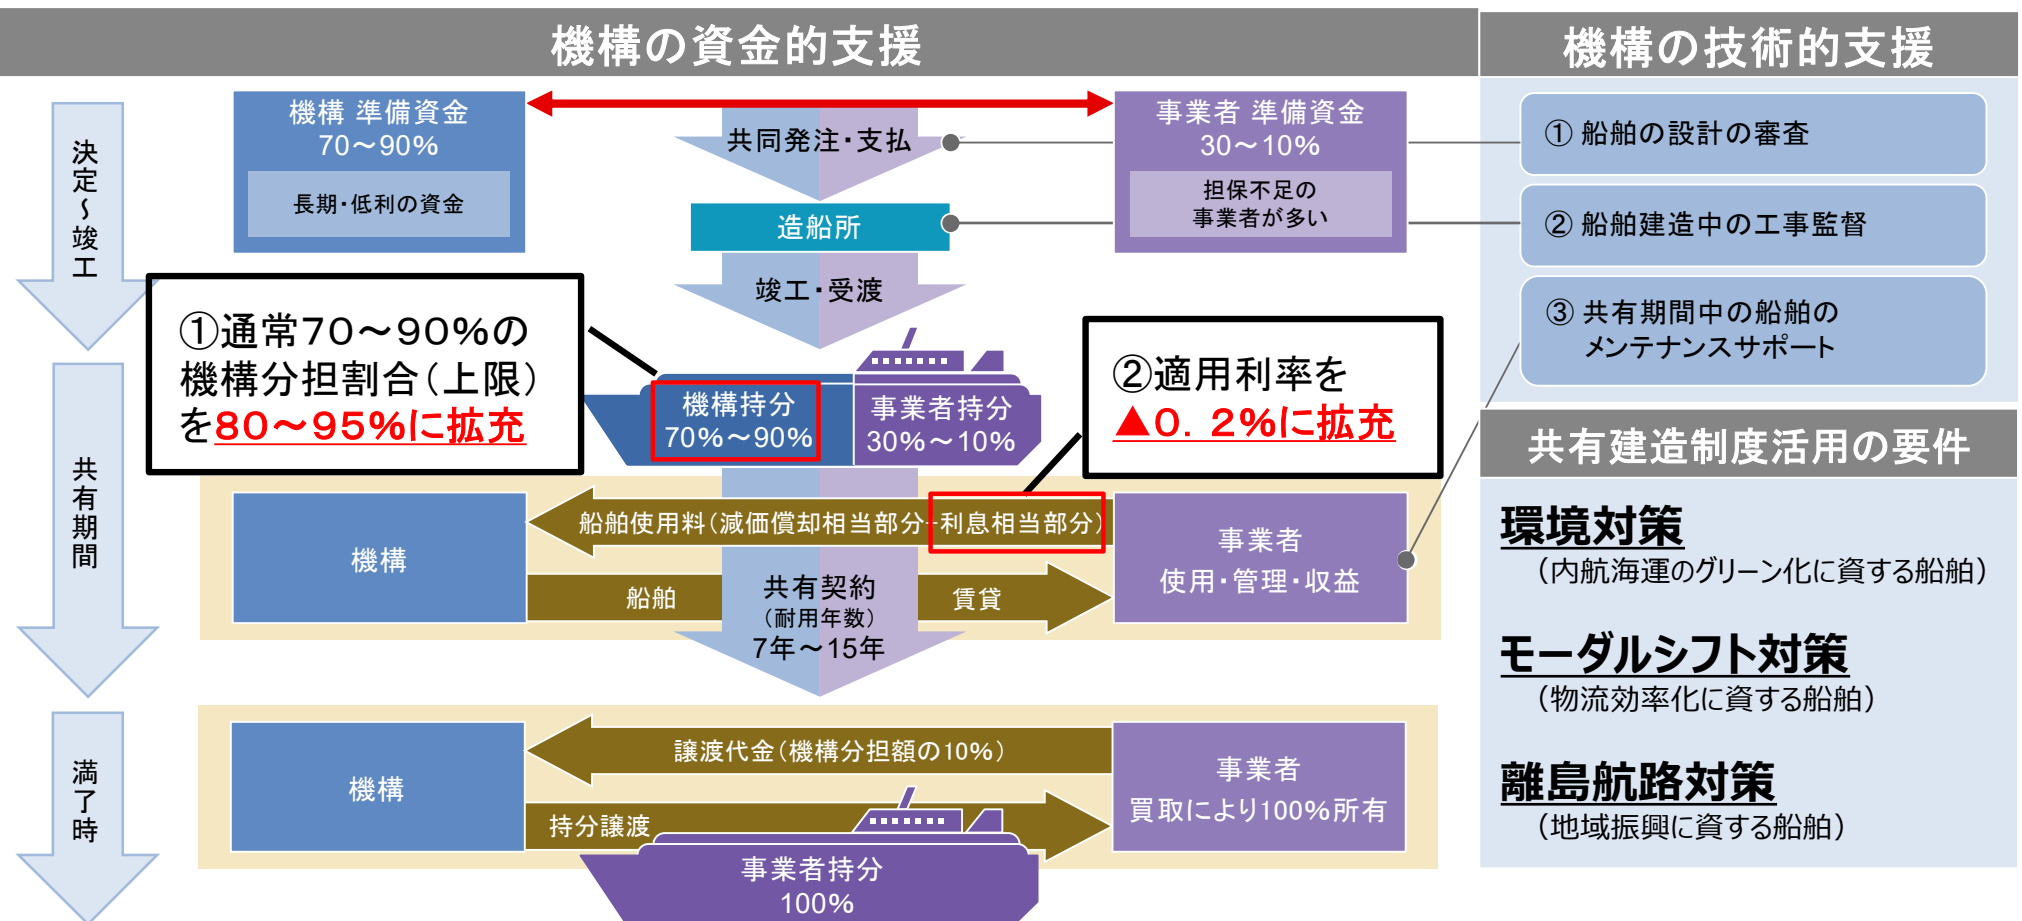 機構の資金的支援
決定～竣工
機構 準備資金
70～90%
長期・低利の資金
共同発注・支払
事業者 準備資金
30～10%
担保不足の
事業者が多い
造船所
竣工・受渡
①通常70～90%の
機構分担割合（上限）
を80～95%に拡充
②適用利率を
▲0．2%に拡充
共有期間
機構持分
70%～90%
事業者持分
30%～10%
船舶使用料（減価償却相当部分+利息相当部分）
機構
事業者
使用・管理・収益
船舶
賃貸
共有契約
（耐用年数）
7年～15年
満了時
譲渡代金（機構分担額の10%）
機構
事業者
買取により100%所有
持分譲渡
事業者持分
100%
機構の技術的支援
① 船舶の設計の審査
② 船舶建造中の工事監督
③ 共有期間中の船舶の
メンテナンスサポート
共有建造制度活用の要件
環境対策
（内航海運のグリーン化に資する船舶）
モーダルシフト対策
（物流効率化に資する船舶）
離島航路対策
（地域振興に資する船舶）